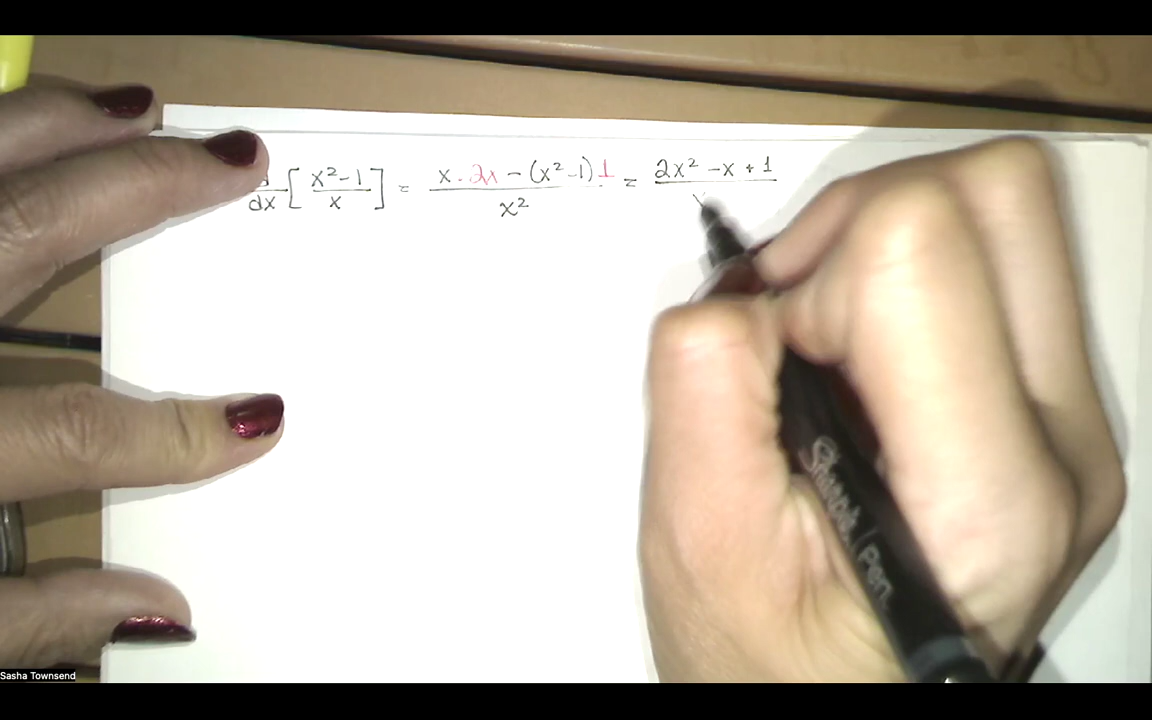 d/dx [ (x²-1)/x ] = (x · 2x - (x²-1) 1)/x² = (2x² - x + 1)/x
Sharpie | Pen
Sasha Townsend